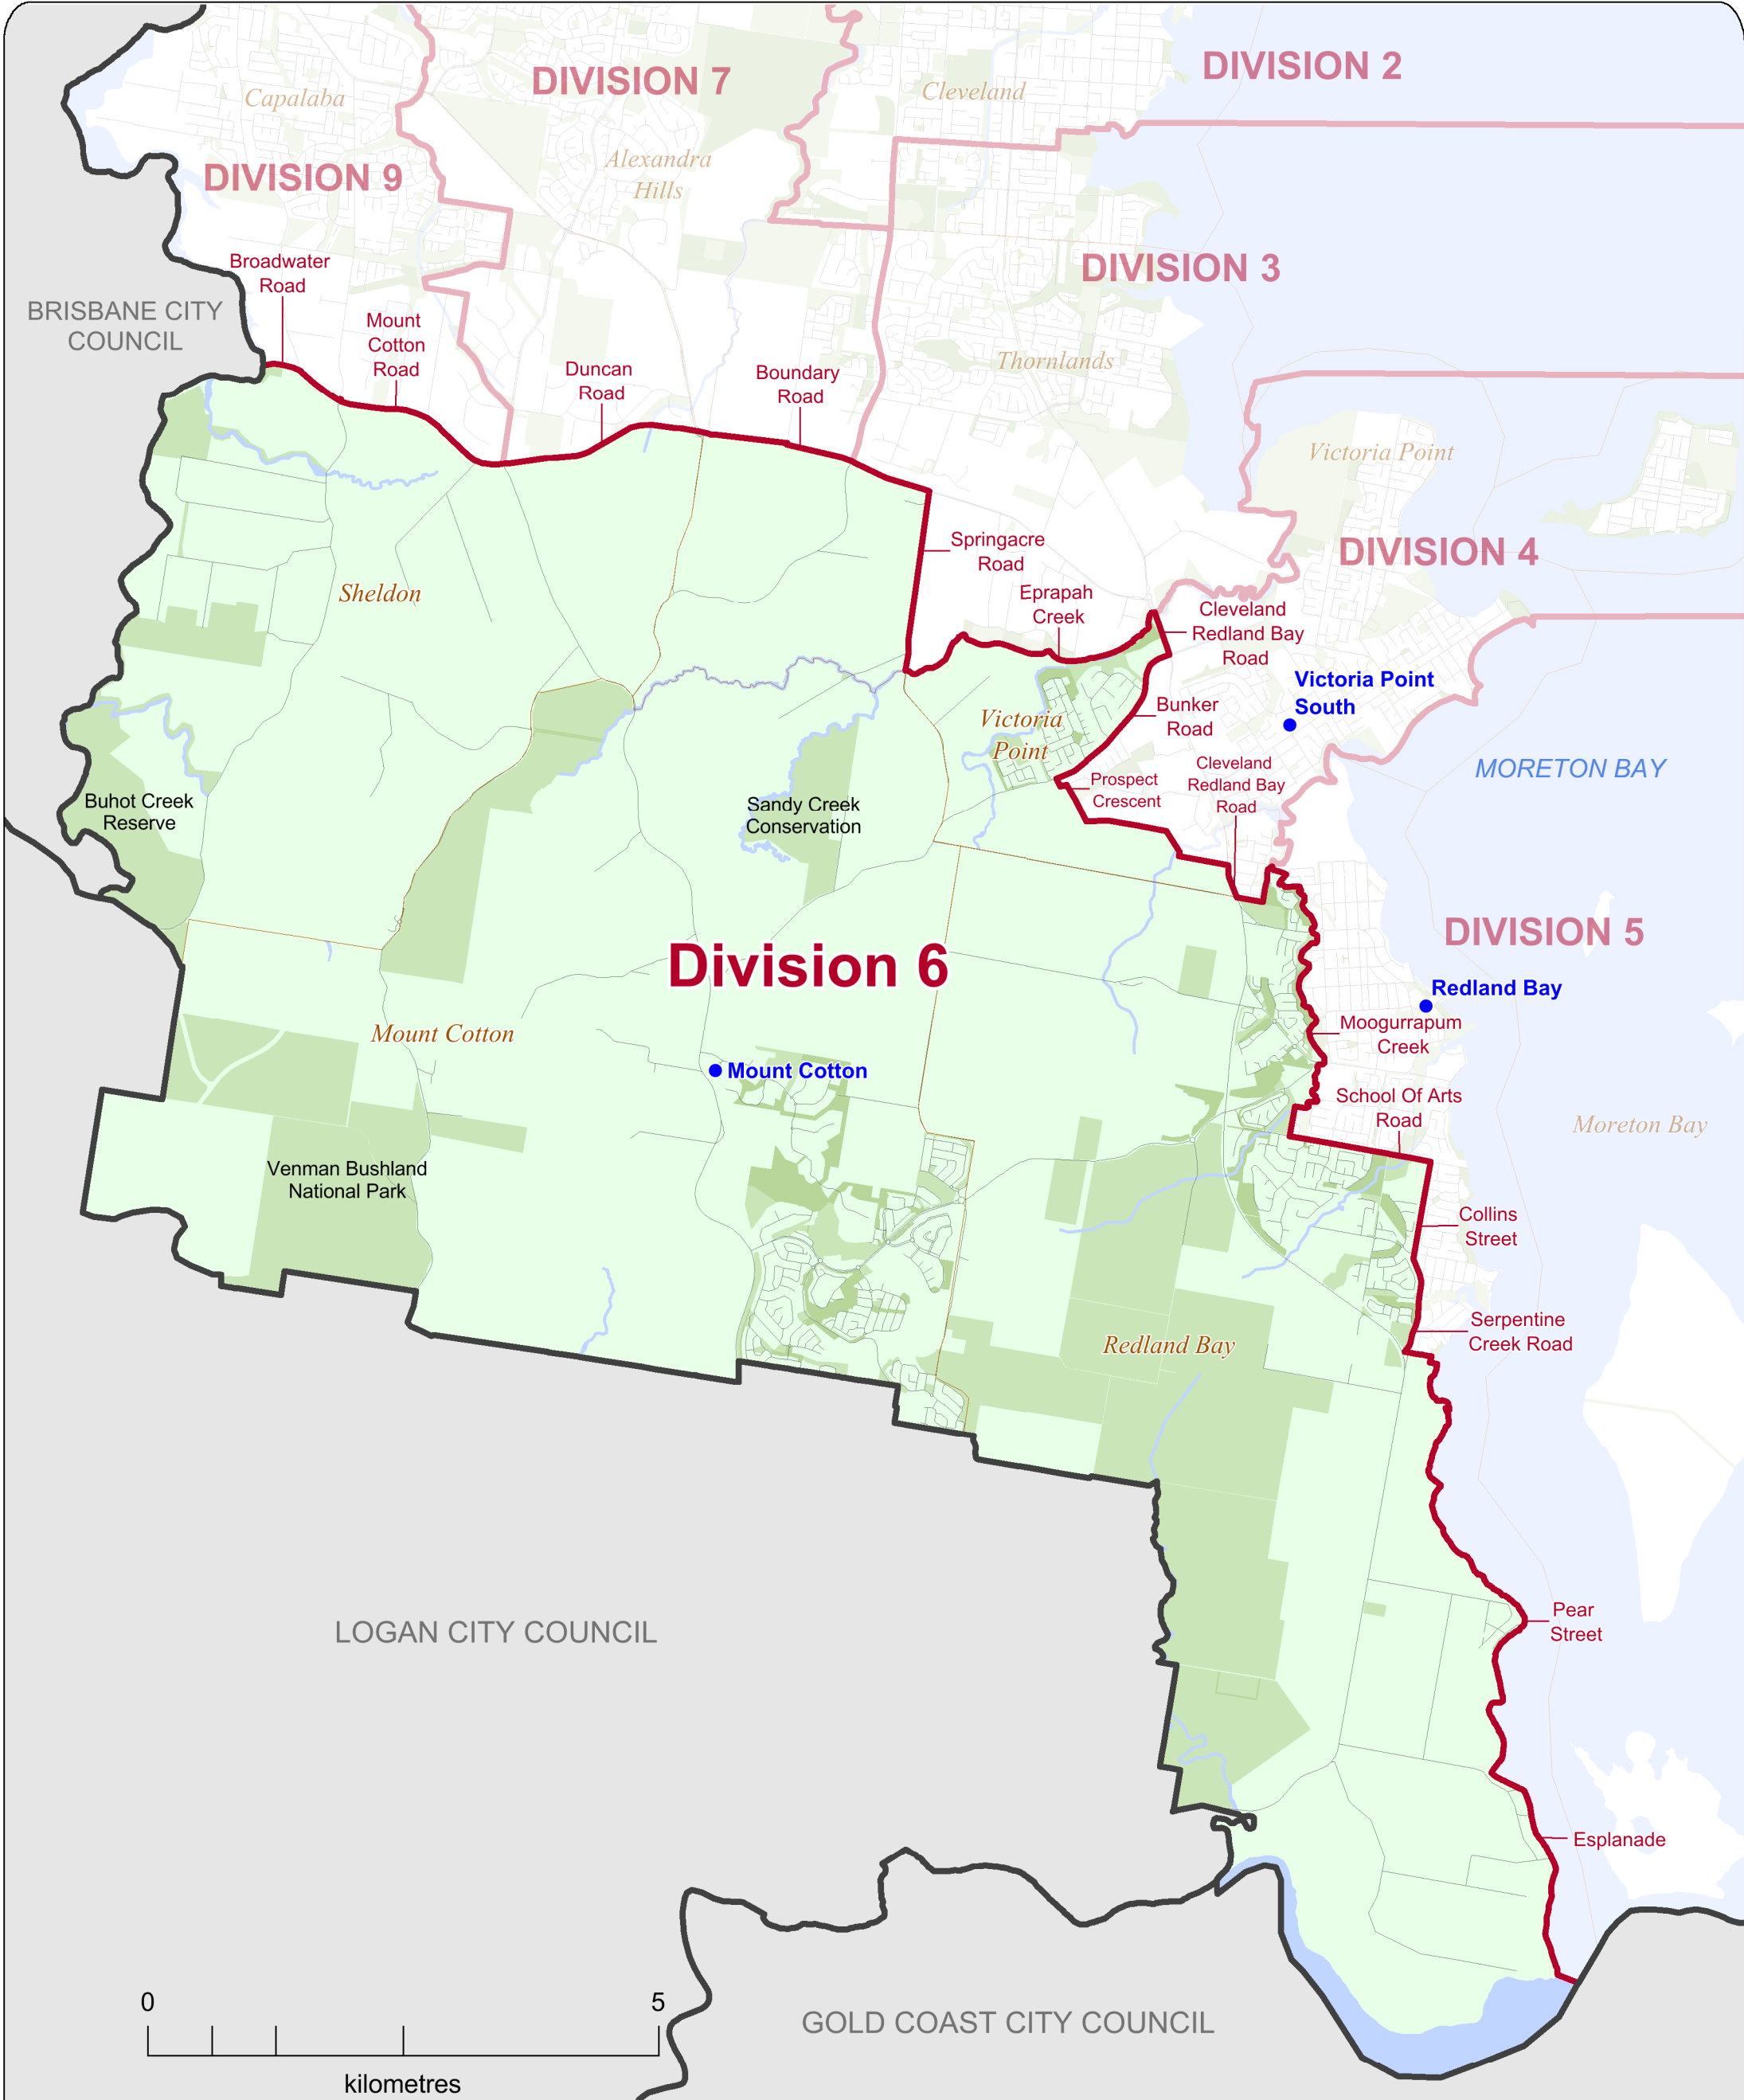 DIVISION 2
DIVISION 7
Cleveland
Capalaba
Alexandra
Hills
DIVISION 9
Broadwater
Road
DIVISION 3
BRISBANE CITY
COUNCIL
Mount
Cotton
Road
Duncan
Road
Boundary
Road
Thornlands
Victoria Point
Springacre
Road
DIVISION 4
Sheldon
Eprapah
Creek
Cleveland
Redland Bay
Road
Victoria Point
South
Victoria
Point
Bunker
Road
Cleveland
Redland Bay
Road
MORETON BAY
Prospect
Crescent
Buhot Creek
Reserve
Sandy Creek
Conservation
DIVISION 5
Division 6
Redland Bay
Mount Cotton
Moogurrapum
Creek
Mount Cotton
School Of Arts
Road
Moreton Bay
Venman Bushland
National Park
Collins
Street
Serpentine
Creek Road
Redland Bay
Pear
Street
LOGAN CITY COUNCIL
Esplanade
0
5
kilometres
GOLD COAST CITY COUNCIL